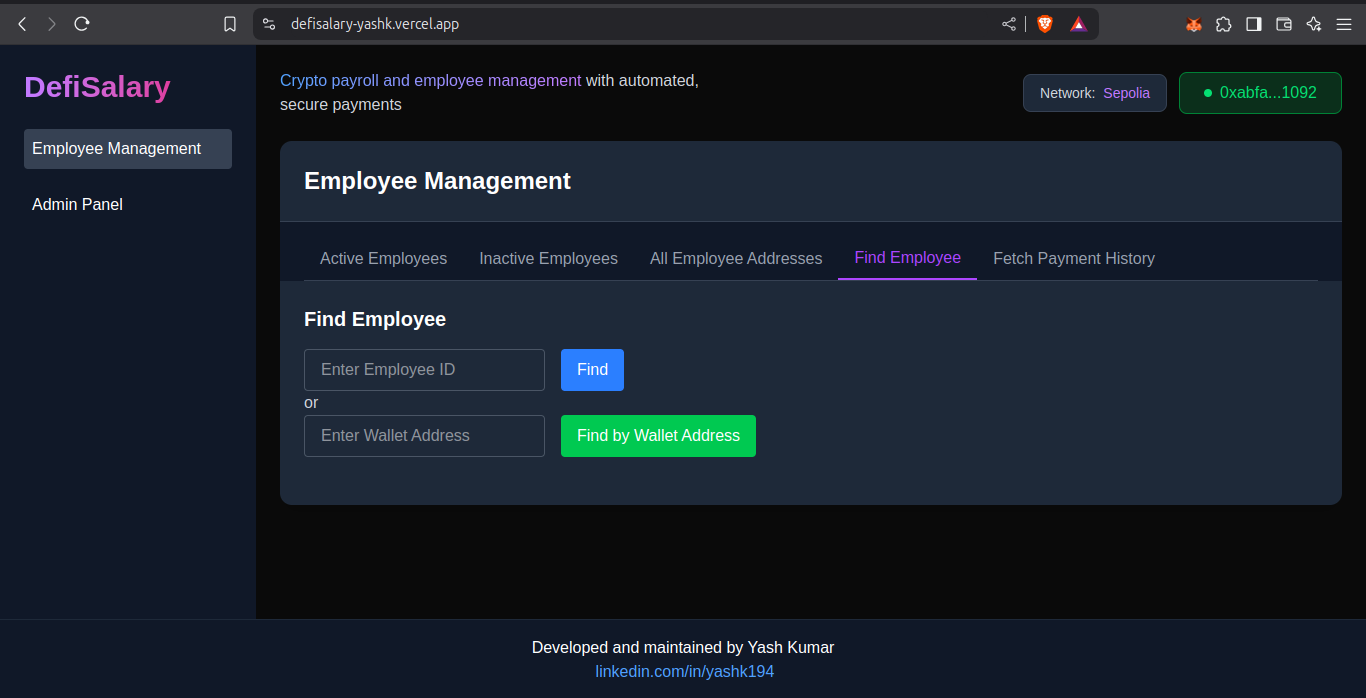 defisalary-yashk.vercel.app
DefiSalary
Employee Management
Admin Panel
Crypto payroll and employee management with automated,
secure payments
Network: Sepolia
0xabfa...1092
Employee Management
Active Employees
Inactive Employees
All Employee Addresses
Find Employee
Fetch Payment History
Find Employee
Enter Employee ID
Find
or
Enter Wallet Address
Find by Wallet Address
Developed and maintained by Yash Kumar
linkedin.com/in/yashk194